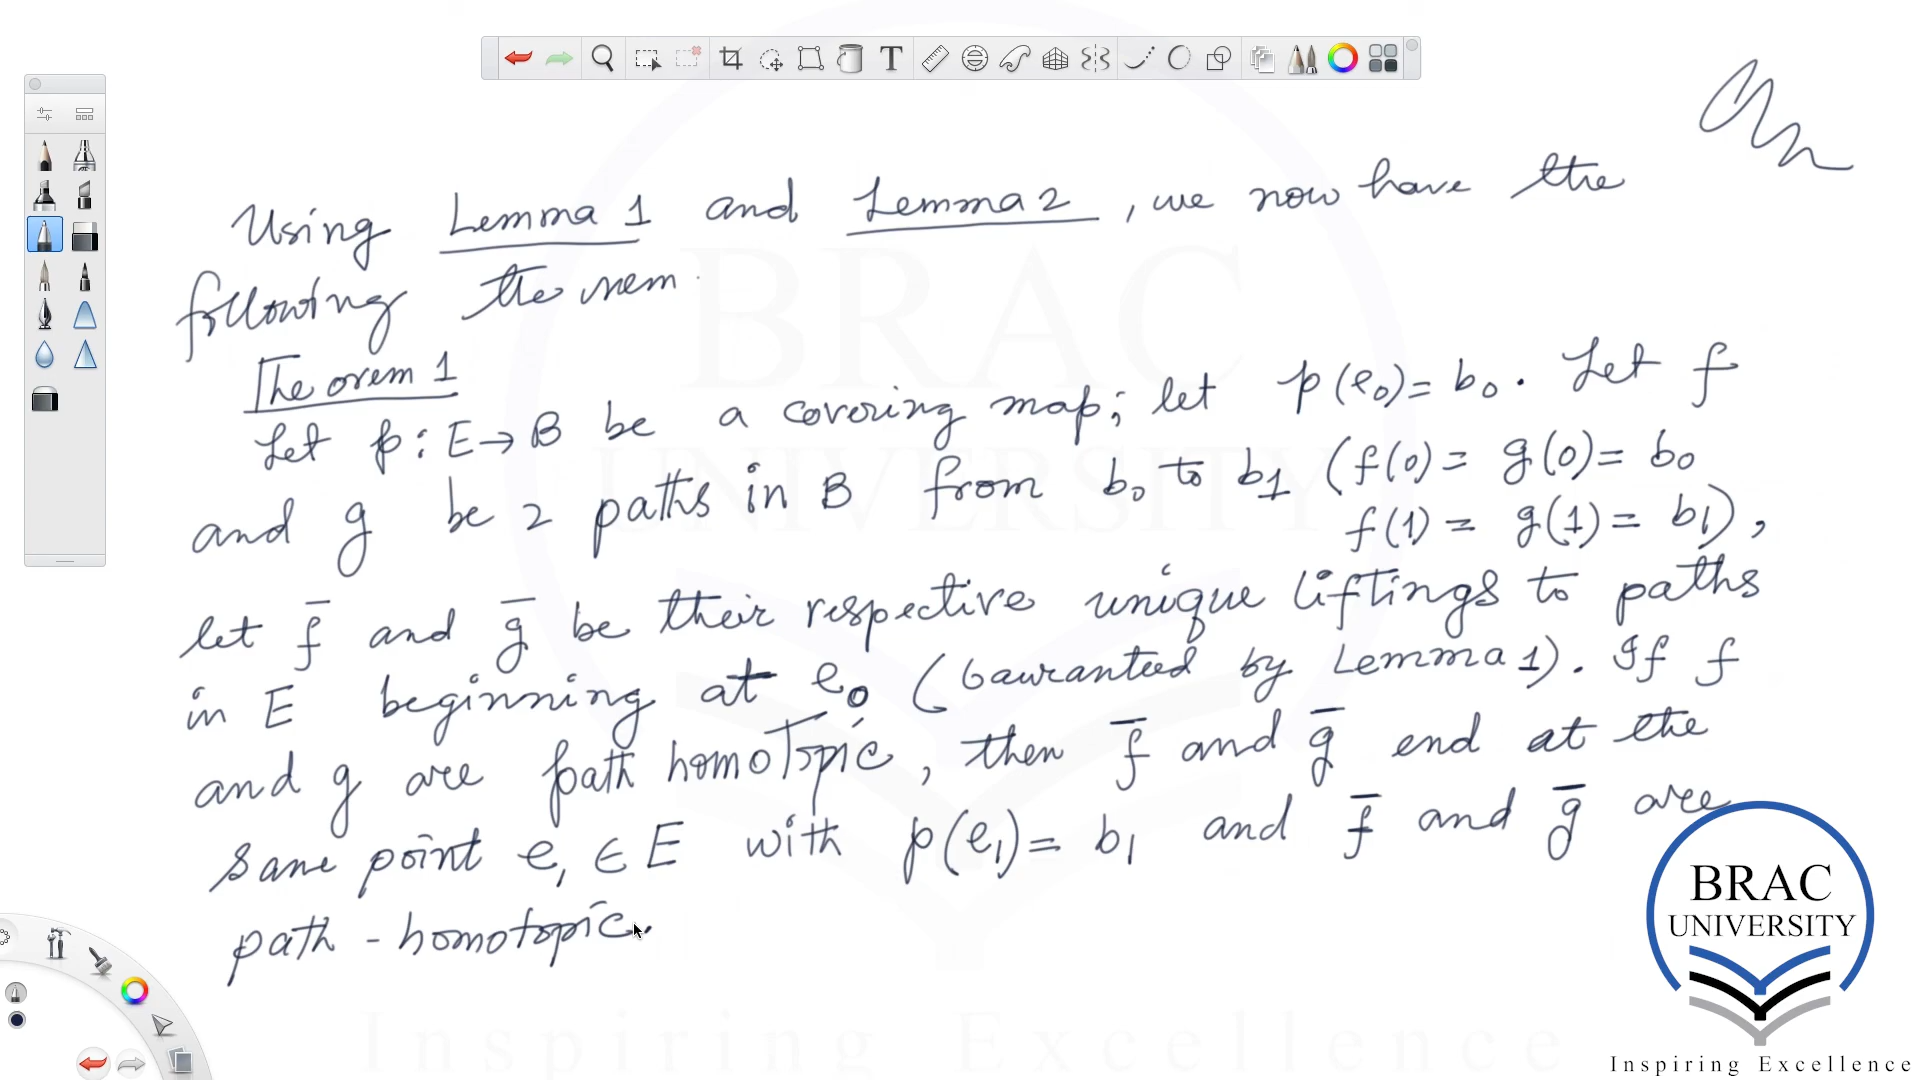 Using Lemma 1 and Lemma 2, we now have the
following theorem.
Theorem 1
Let p : E → B be a covering map; let p(e₀) = b₀. Let f
and g be 2 paths in B from b₀ to b₁ (f(0) = g(0) = b₀
f(1) = g(1) = b₁),
let f̅ and g̅ be their respective unique liftings to paths
in E beginning at e₀ (Gauranteed by Lemma 1). If f
and g are path homotopic, then f̅ and g̅ end at the
same point e₁ ∈ E with p(e₁) = b₁ and f̅ and g̅ are
path - homotopic.
BRAC
UNIVERSITY
Inspiring Excellence
BRAC
UNIVERSITY
Inspiring Excellence